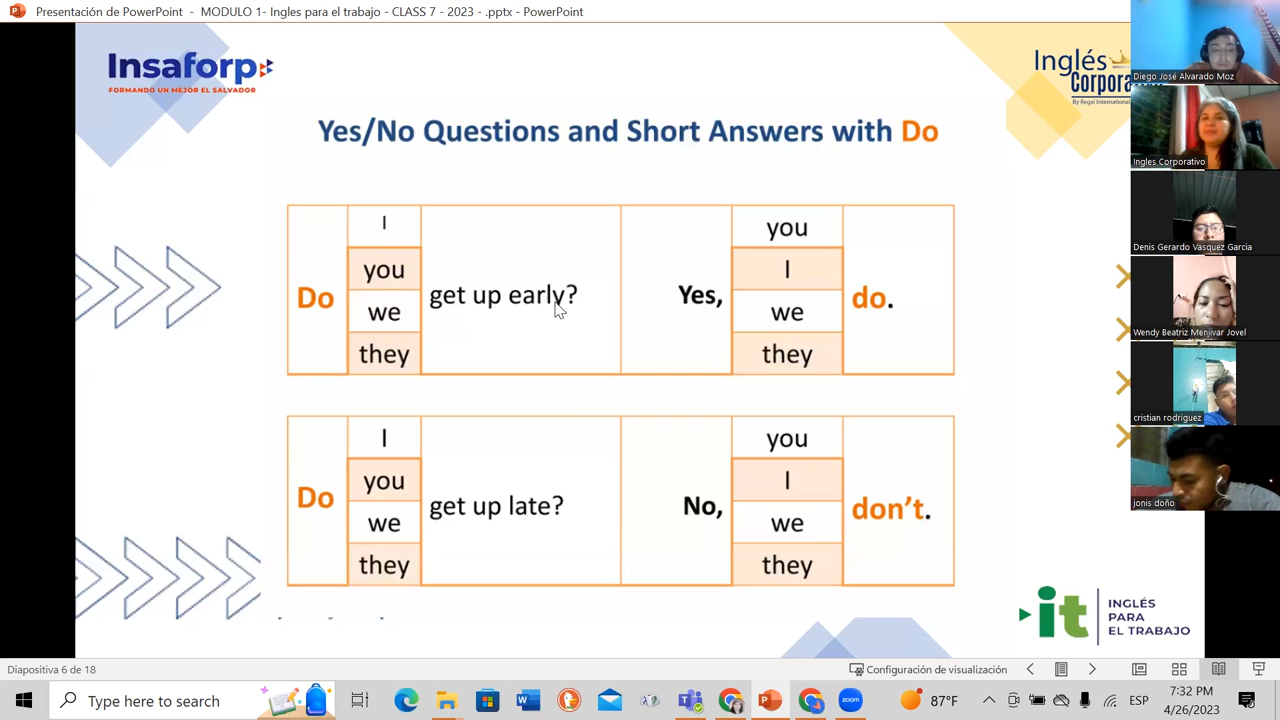 Presentación de PowerPoint - MODULO 1- Ingles para el trabajo - CLASS 7 - 2023 - .pptx - PowerPoint
Insaforp
FORMANDO UN MEJOR EL SALVADOR
Inglés
Corpora
By Regal International
Yes/No Questions and Short Answers with Do
Do
I
you
we
they
get up early?
Yes,
you
I
we
they
do.
Do
I
you
we
they
get up late?
No,
you
I
we
they
don't.
it
INGLÉS
PARA
EL TRABAJO
Diego José Alvarado Moz
Ingles Corporativo
Denis Gerardo Vasquez Garcia
Wendy Beatriz Menjivar Jovel
cristian rodriguez
jonis doño
Diapositiva 6 de 18
Configuración de visualización
Type here to search
zoom
87°F
ESP
7:32 PM
4/26/2023